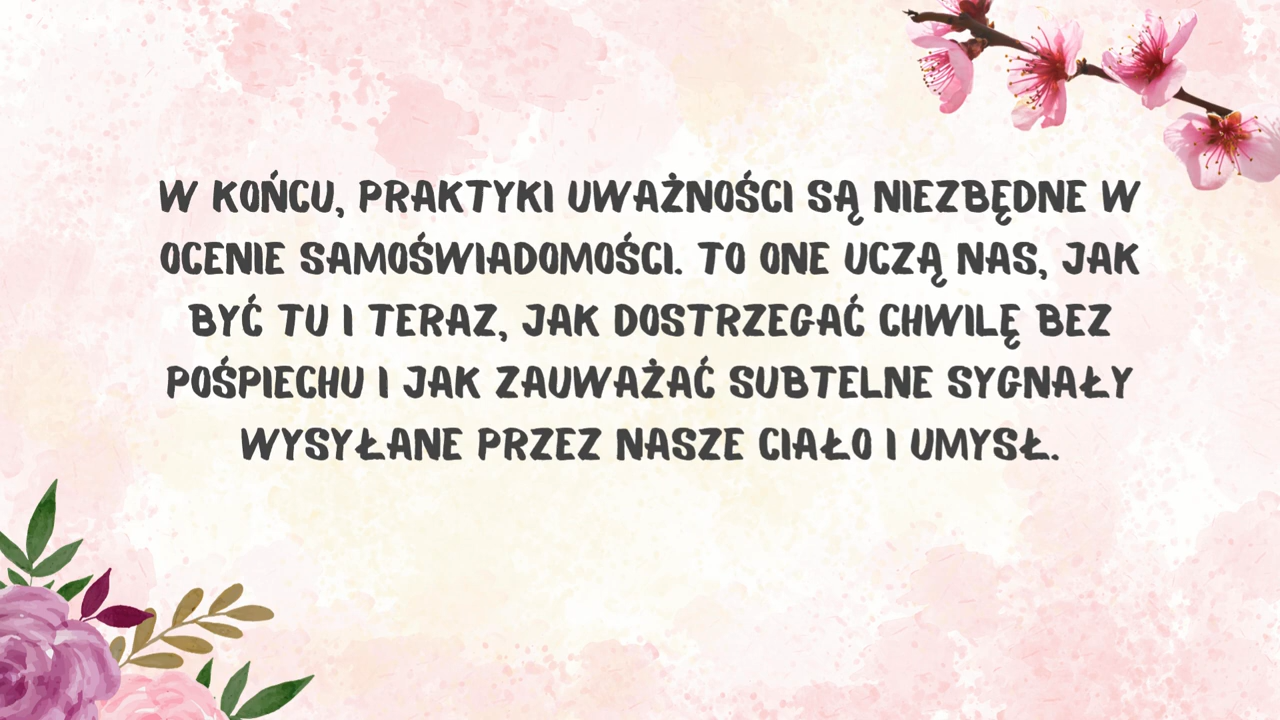 W KOŃCU, PRAKTYKI UWAŻNOŚCI SĄ NIEZBĘDNE W
OCENIE SAMOŚWIADOMOŚCI. TO ONE UCZĄ NAS, JAK
BYĆ TU I TERAZ, JAK DOSTRZEGAĆ CHWILĘ BEZ
POŚPIECHU I JAK ZAUWAŻAĆ SUBTELNE SYGNAŁY
WYSYŁANE PRZEZ NASZE CIAŁO I UMYSŁ.